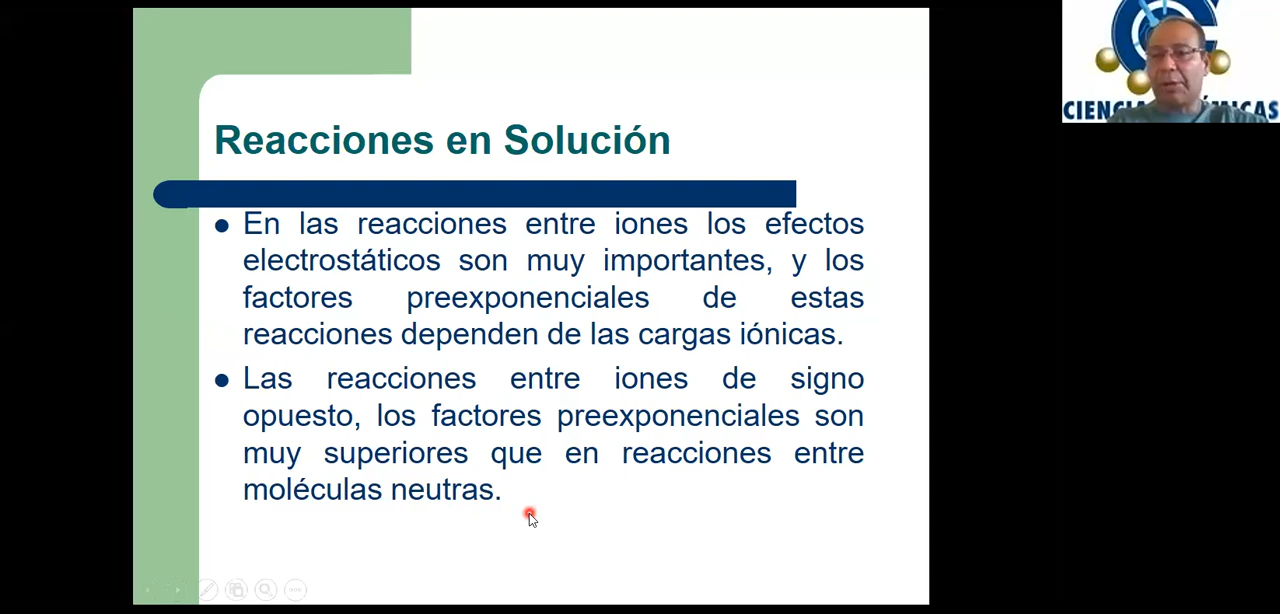 Reacciones en Solución
En las reacciones entre iones los efectos
electrostáticos son muy importantes, y los
factores preexponenciales de estas
reacciones dependen de las cargas iónicas.
Las reacciones entre iones de signo
opuesto, los factores preexponenciales son
muy superiores que en reacciones entre
moléculas neutras.